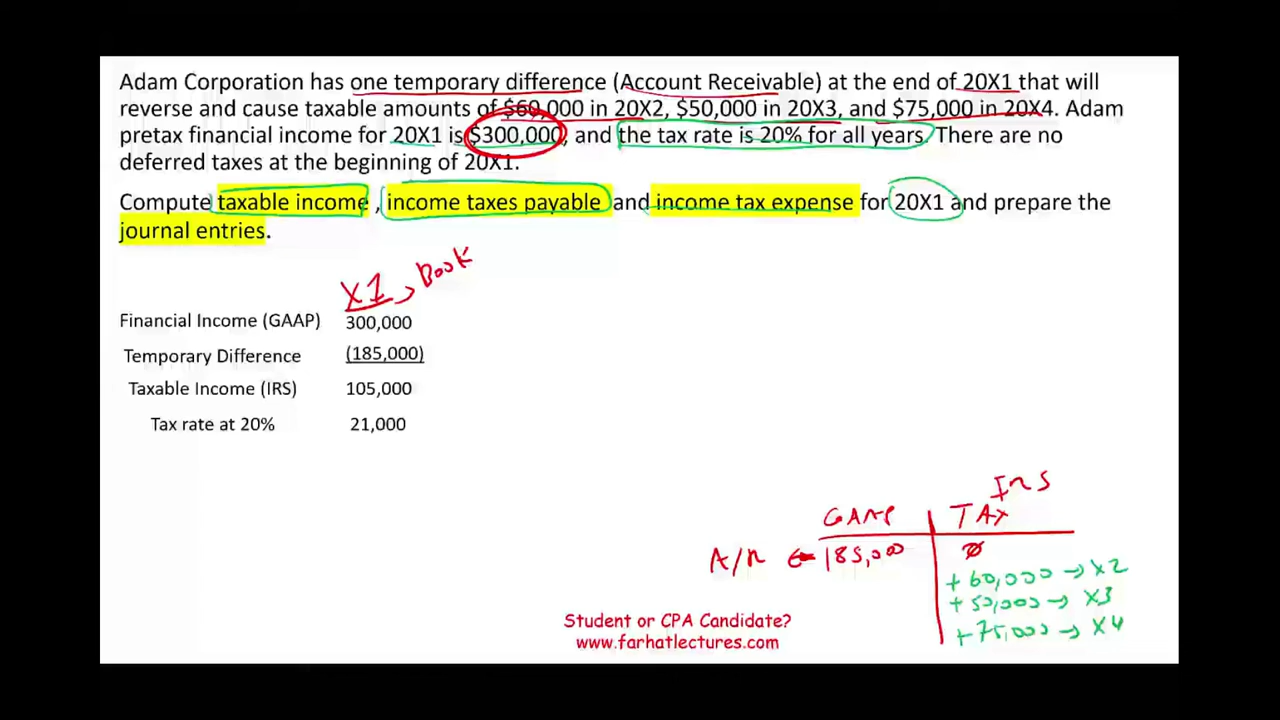 Adam Corporation has one temporary difference (Account Receivable) at the end of 20X1 that will
reverse and cause taxable amounts of $60,000 in 20X2, $50,000 in 20X3, and $75,000 in 20X4. Adam
pretax financial income for 20X1 is $300,000, and the tax rate is 20% for all years. There are no
deferred taxes at the beginning of 20X1.
Compute taxable income , income taxes payable and income tax expense for 20X1 and prepare the
journal entries.
X1 → Book
Financial Income (GAAP) 300,000
Temporary Difference (185,000)
Taxable Income (IRS) 105,000
Tax rate at 20% 21,000
IRS
GAAP TAX
A/R ← 185,000 0
+60,000 → X2
+50,000 → X3
+75,000 → X4
Student or CPA Candidate?
www.farhatlectures.com